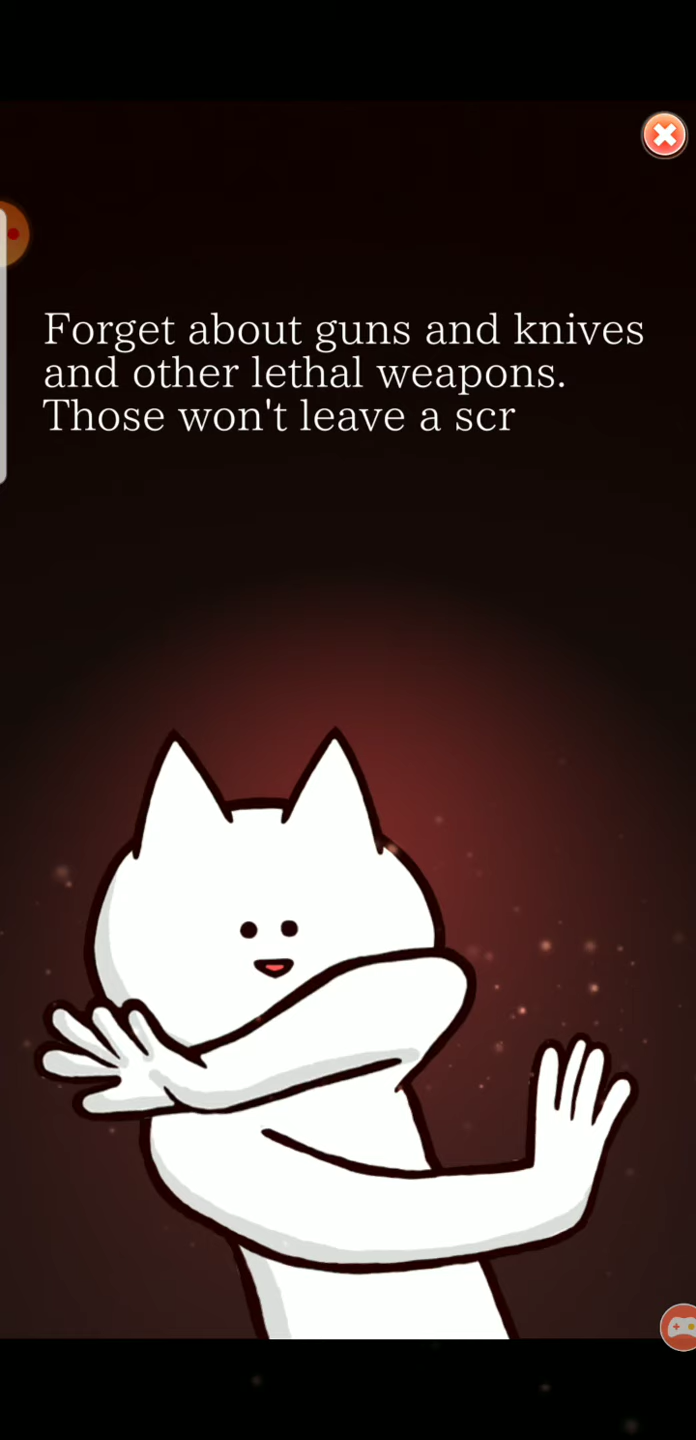 Forget about guns and knives
and other lethal weapons.
Those won't leave a scr